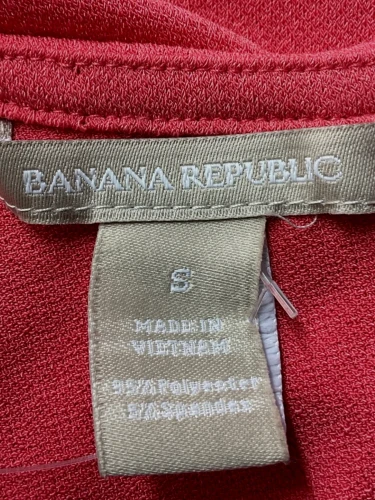 BANANA REPUBLIC
S
MADE IN
VIETNAM
95% Polyester
5% Spandex